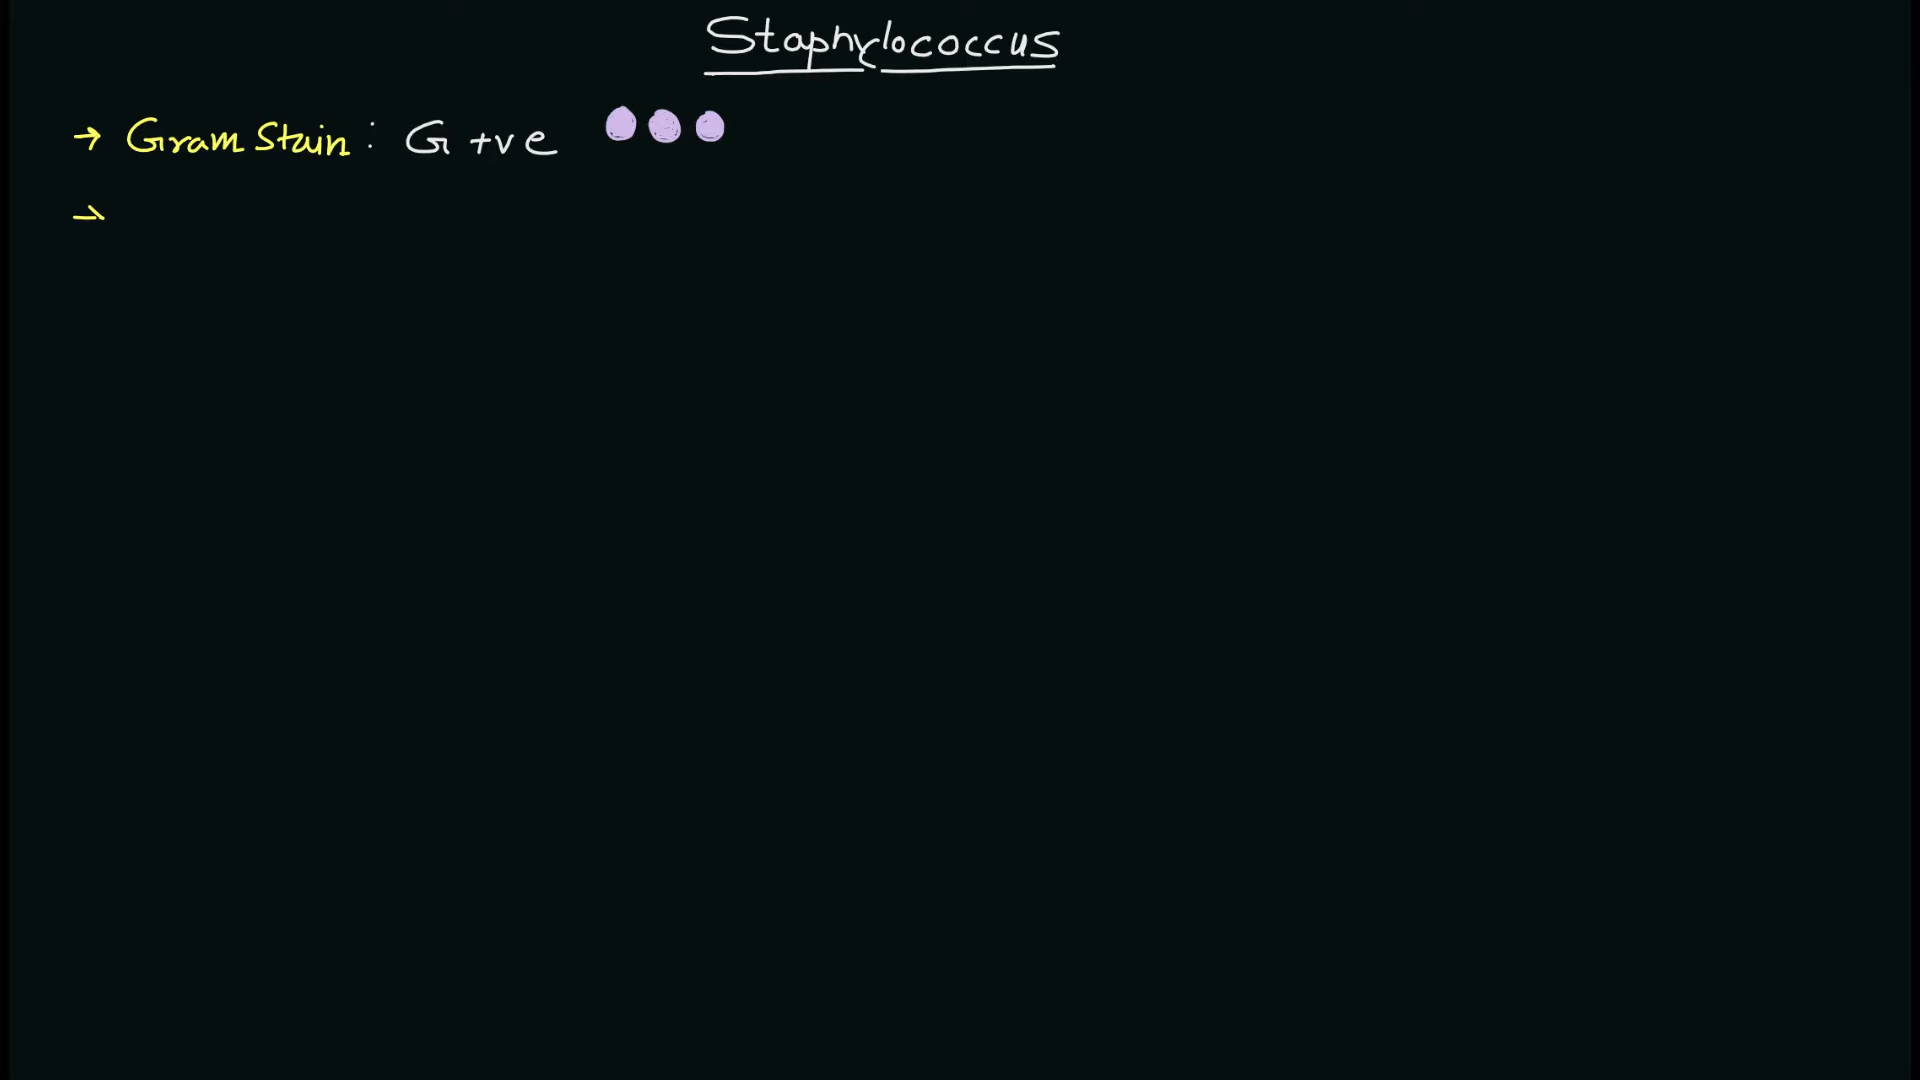 Staphylococcus
→ Gram Stain : G +ve
→